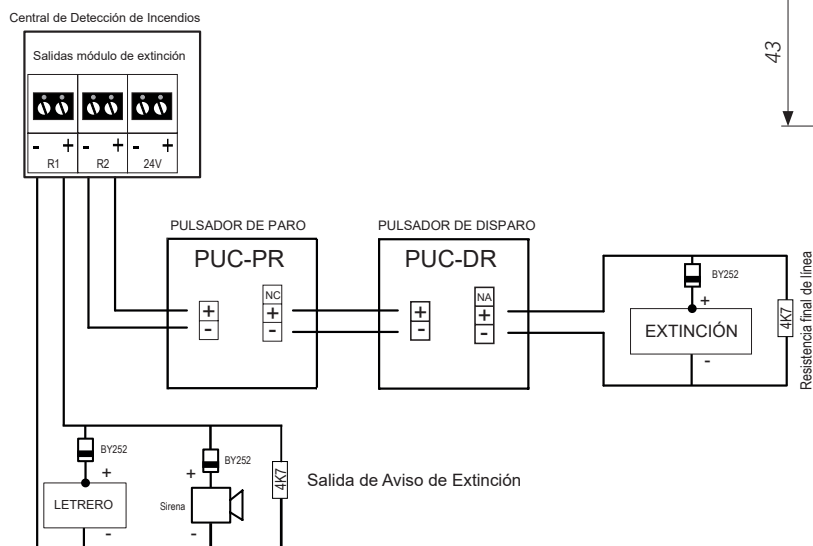 Central de Detección de Incendios
Salidas módulo de extinción
- + - + - +
R1 R2 24V
43
PULSADOR DE PARO
PULSADOR DE DISPARO
PUC-PR
PUC-DR
NC
+
-
+
-
NA
+
-
+
-
BY252
+
EXTINCIÓN
-
4K7
Resistencia final de línea
BY252
+
LETRERO
-
BY252
+
Sirena
-
4K7
Salida de Aviso de Extinción